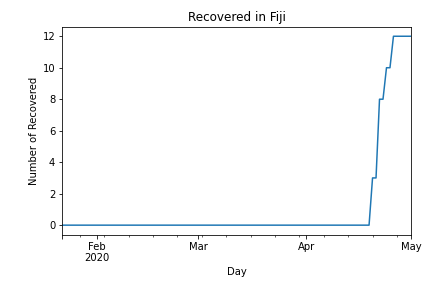 Recovered in Fiji
Number of Recovered
12
10
8
6
4
2
0
Feb
2020
Mar
Apr
May
Day